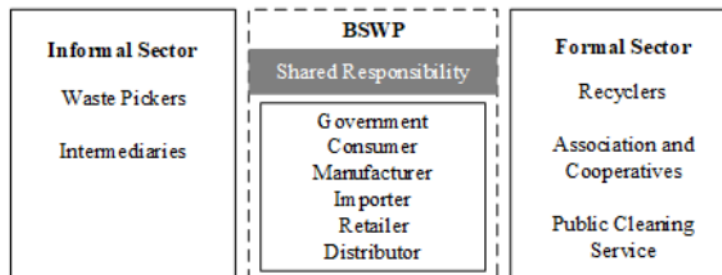 Informal Sector
Waste Pickers
Intermediaries
BSWP
Shared Responsibility
Government
Consumer
Manufacturer
Importer
Retailer
Distributor
Formal Sector
Recyclers
Association and
Cooperatives
Public Cleaning
Service